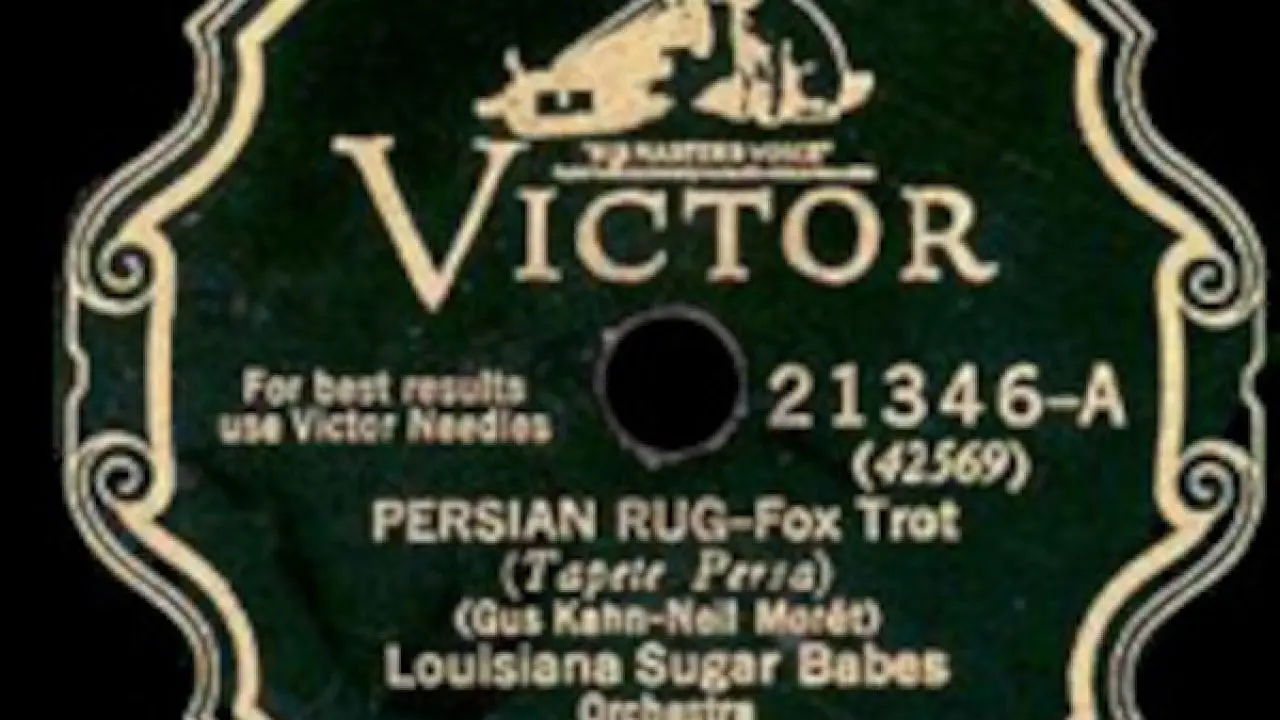 "HIS MASTERS VOICE"
VICTOR
For best results
use Victor Needles
21346-A
(42569)
PERSIAN RUG-Fox Trot
(Tapete Persa)
(Gus Kahn-Neil Morét)
Louisiana Sugar Babes
Orchestra